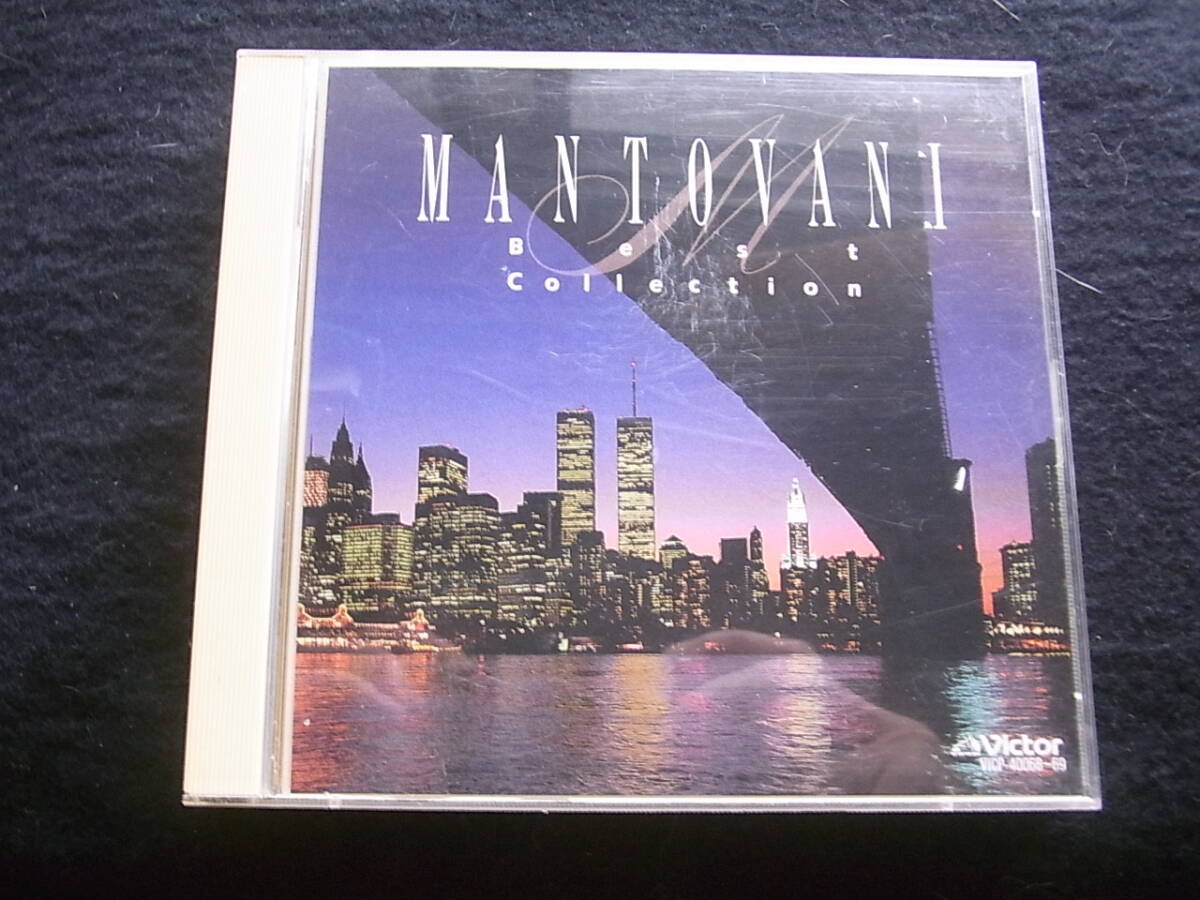 MANTOVANI
M
Best
Collection
Victor
VICP-40068~69